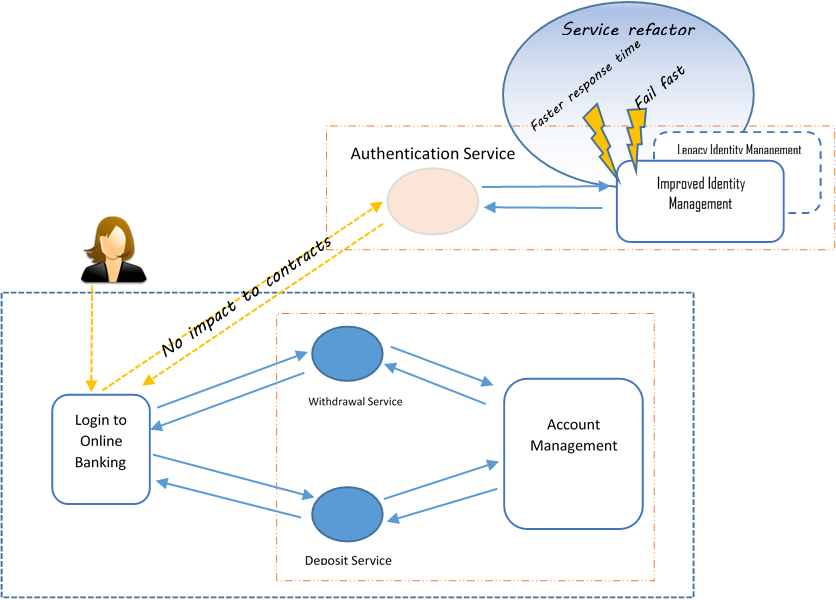 Service refactor
Faster response time
Fail fast
Authentication Service
Legacy Identity Management
Improved Identity
Management
No impact to contracts
Withdrawal Service
Login to
Online
Banking
Account
Management
Deposit Service